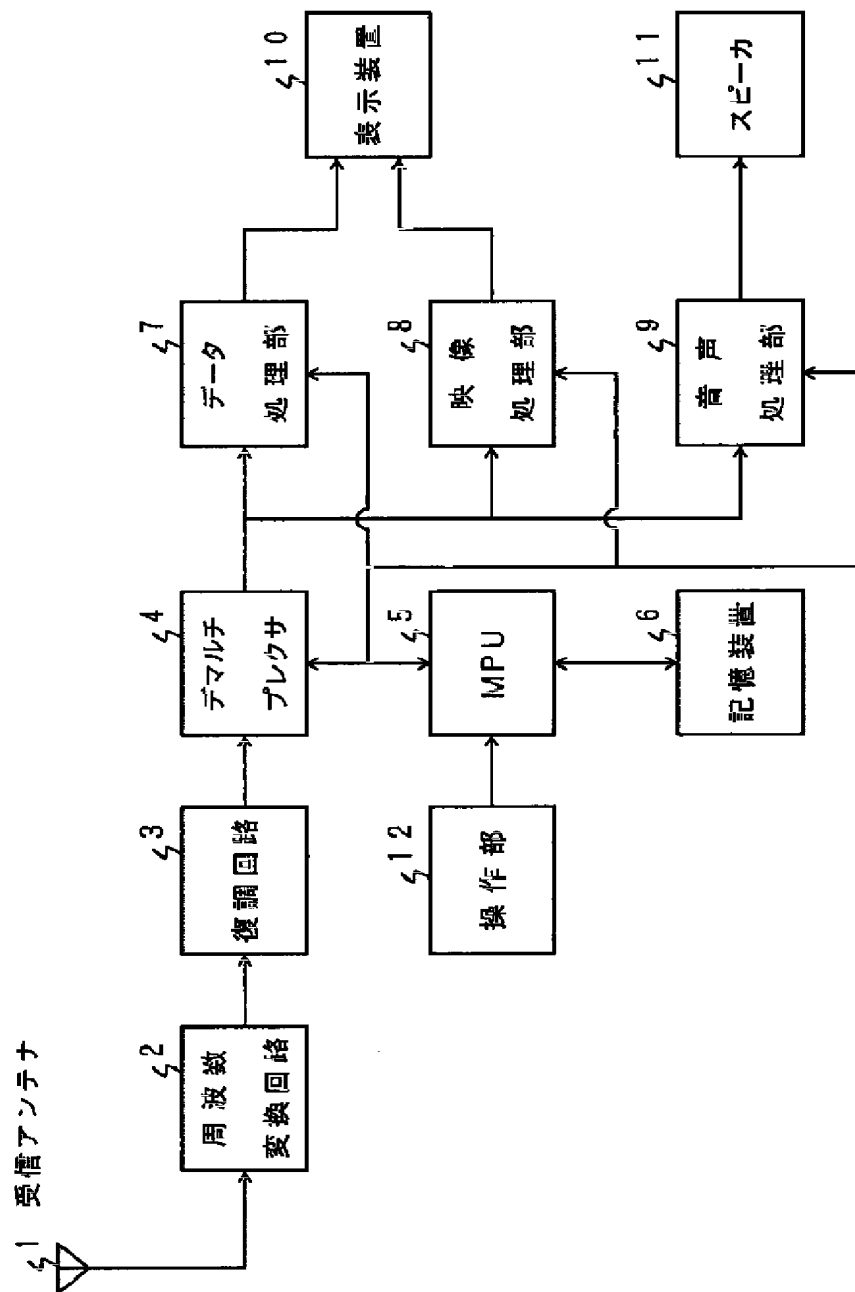 1 受信アンテナ
2
周波数
変換回路
3
復調回路
4
デマルチ
プレクサ
5
MPU
6
記憶装置
7
データ
処理部
8
映像
処理部
9
音声
処理部
10
表示装置
11
スピーカ
12
操作部